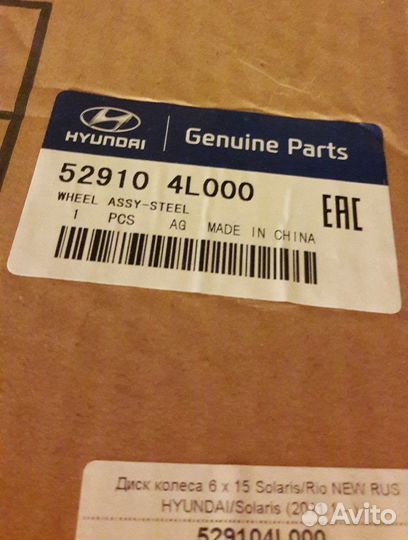 HYUNDAI
Genuine Parts
52910 4L000
WHEEL ASSY-STEEL
1 PCS AG MADE IN CHINA
EAC
Диск колеса 6 x 15 Solaris/Rio NEW RUS
HYUNDAI/Solaris
529104L000
Avito